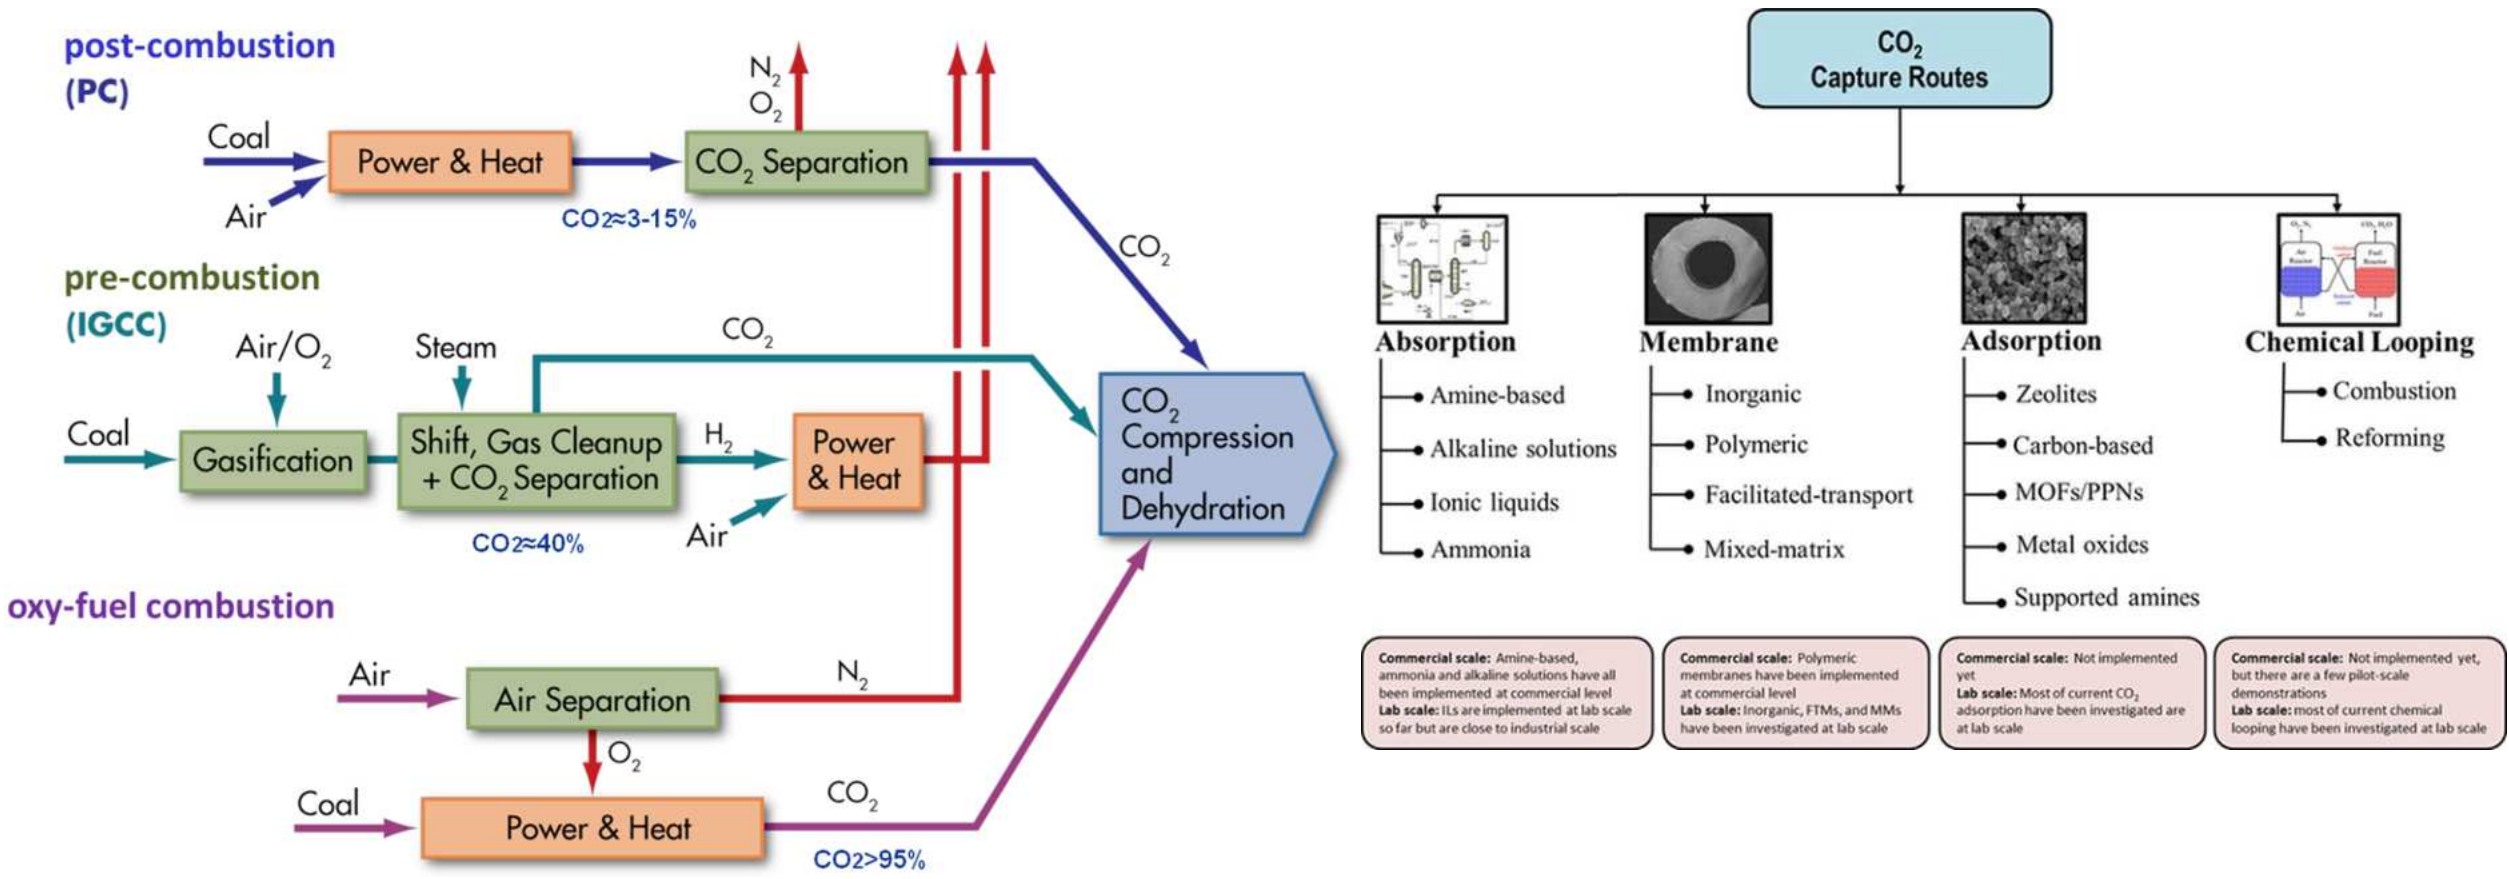 post-combustion
(PC)
Coal
Air
Power & Heat
CO2≈3-15%
N₂
O₂
CO₂ Separation
CO₂
pre-combustion
(IGCC)
Air/O₂
Steam
CO₂
Coal
Gasification
Shift, Gas Cleanup
+ CO₂ Separation
CO2≈40%
H₂
Air
Power
& Heat
CO₂
Compression
and
Dehydration
oxy-fuel combustion
Air
Air Separation
N₂
O₂
Coal
Power & Heat
CO₂
CO2>95%
CO₂
Capture Routes
Absorption
Amine-based
Alkaline solutions
Ionic liquids
Ammonia
Membrane
Inorganic
Polymeric
Facilitated-transport
Mixed-matrix
Adsorption
Zeolites
Carbon-based
MOFs/PPNs
Metal oxides
Supported amines
Air
Reactor
Fuel
Reactor
Air
Fuel
Chemical Looping
Combustion
Reforming
Commercial scale: Amine-based,
ammonia and alkaline solutions have all
been implemented at commercial level
Lab scale: ILs are implemented at lab scale
so far but are close to industrial scale
Commercial scale: Polymeric
membranes have been implemented
at commercial level
Lab scale: Inorganic, FTMs, and MMs
have been investigated at lab scale
Commercial scale: Not implemented
yet
Lab scale: Most of current CO₂
adsorption have been investigated are
at lab scale
Commercial scale: Not implemented yet,
but there are a few pilot-scale
demonstrations
Lab scale: most of current chemical
looping have been investigated at lab scale